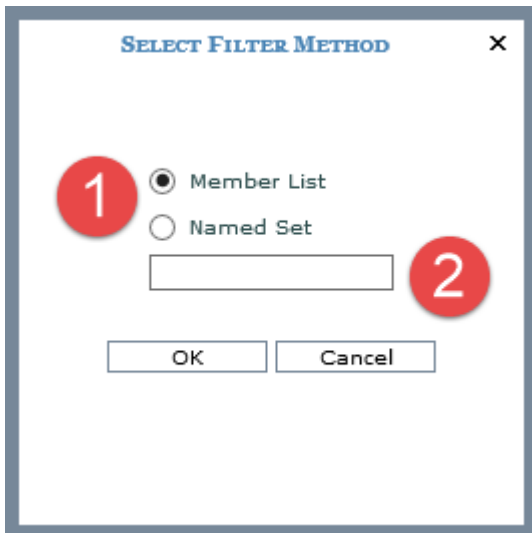 SELECT FILTER METHOD ×
1
Member List
Named Set
2
OK Cancel